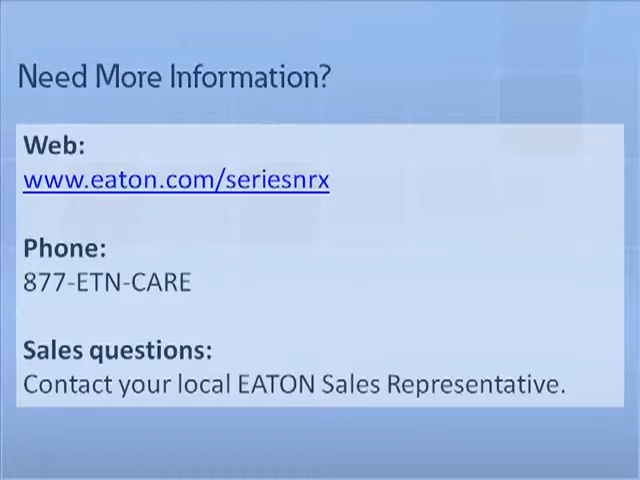 Need More Information?
Web:
www.eaton.com/seriesnrx
Phone:
877-ETN-CARE
Sales questions:
Contact your local EATON Sales Representative.